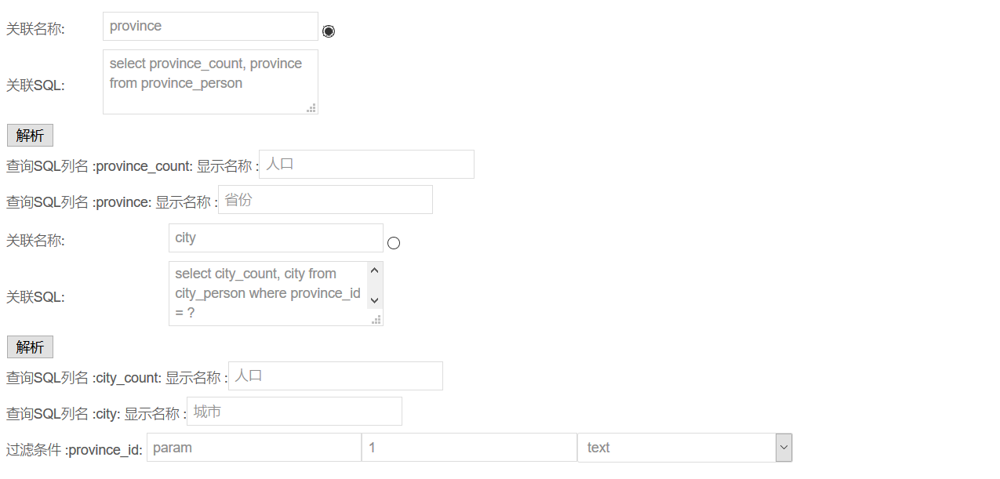 关联名称: province
关联SQL: select province_count, province
from province_person
解析
查询SQL列名 :province_count: 显示名称 : 人口
查询SQL列名 :province: 显示名称 : 省份
关联名称: city
关联SQL: select city_count, city from
city_person where province_id
= ?
解析
查询SQL列名 :city_count: 显示名称 : 人口
查询SQL列名 :city: 显示名称 : 城市
过滤条件 :province_id: param 1 text